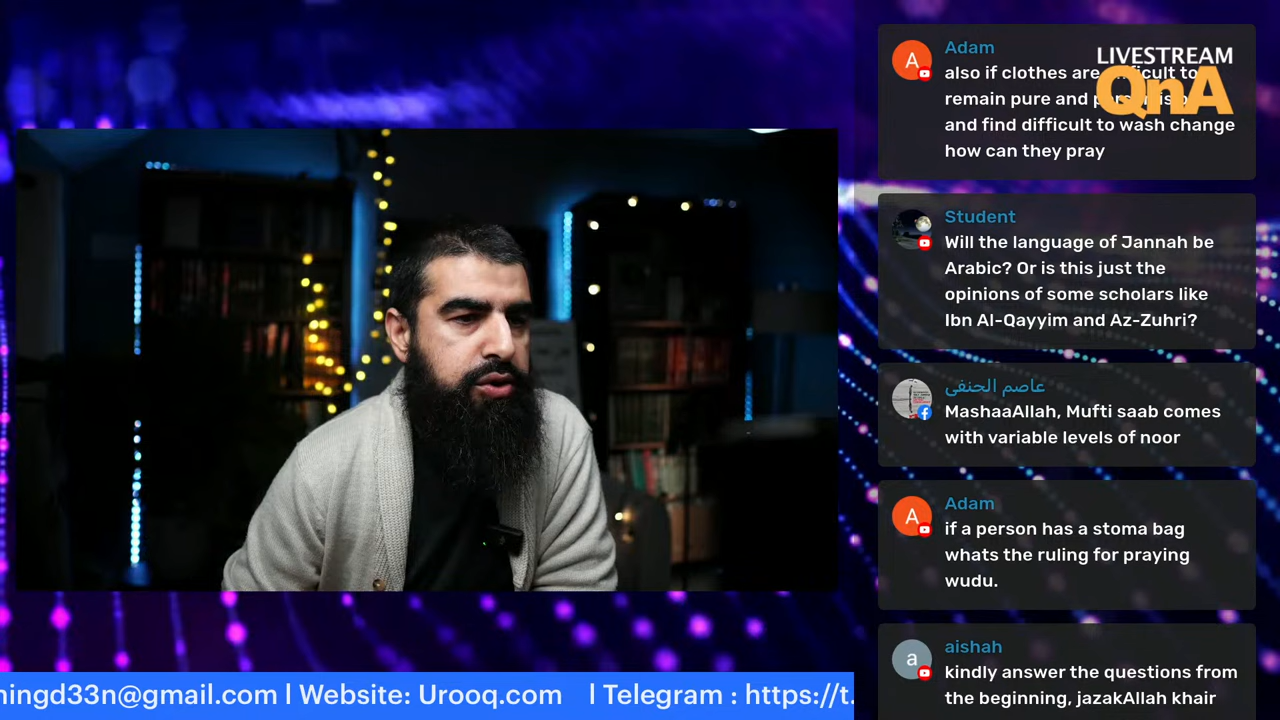 LIVESTREAM
QnA
Adam
also if clothes are to
remain pure and
and find difficult to wash change
how can they pray
Student
Will the language of Jannah be
Arabic? Or is this just the
opinions of some scholars like
Ibn Al-Qayyim and Az-Zuhri?
عاصم الحنفی
MashaaAllah, Mufti saab comes
with variable levels of noor
Adam
if a person has a stoma bag
whats the ruling for praying
wudu.
aishah
kindly answer the questions from
the beginning, jazakAllah khair
ningd33n@gmail.com | Website: Urooq.com | Telegram : https://t.